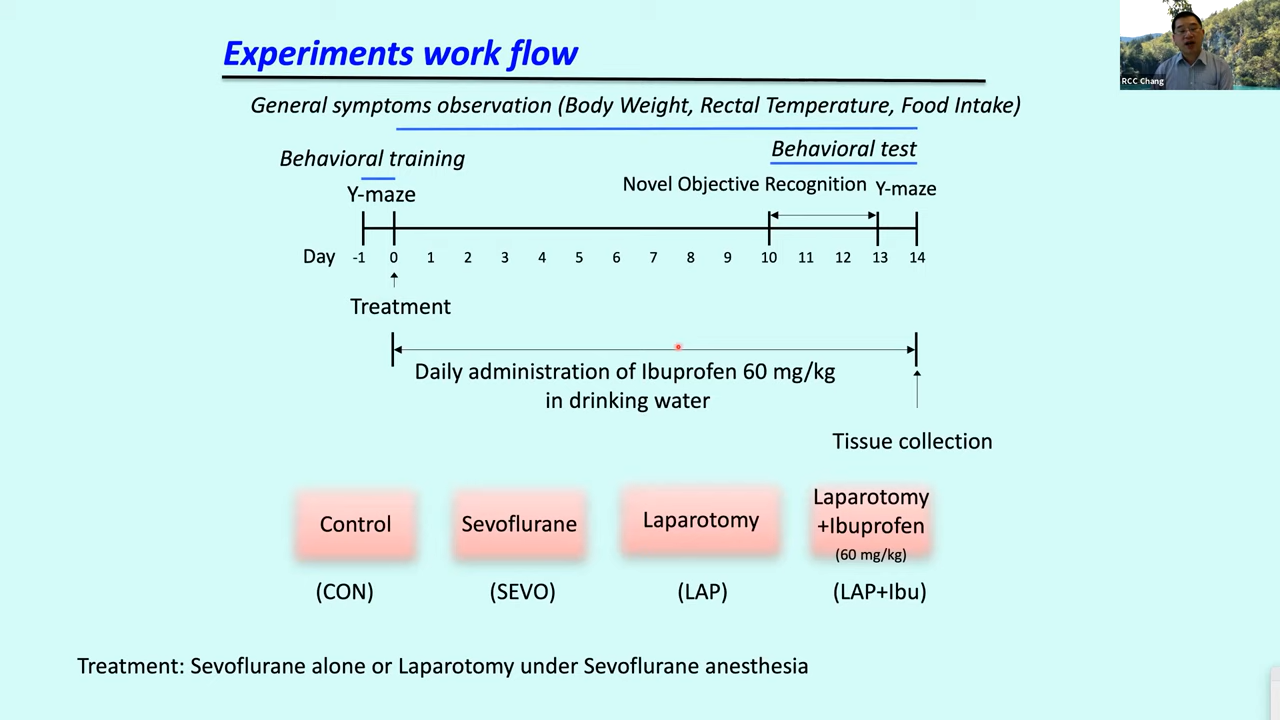 Experiments work flow
RCC Chang
General symptoms observation (Body Weight, Rectal Temperature, Food Intake)
Behavioral training
Behavioral test
Y-maze
Novel Objective Recognition
Y-maze
Day -1 0 1 2 3 4 5 6 7 8 9 10 11 12 13 14
Treatment
Daily administration of Ibuprofen 60 mg/kg
in drinking water
Tissue collection
Control
Sevoflurane
Laparotomy
Laparotomy
+Ibuprofen
(60 mg/kg)
(CON)
(SEVO)
(LAP)
(LAP+Ibu)
Treatment: Sevoflurane alone or Laparotomy under Sevoflurane anesthesia